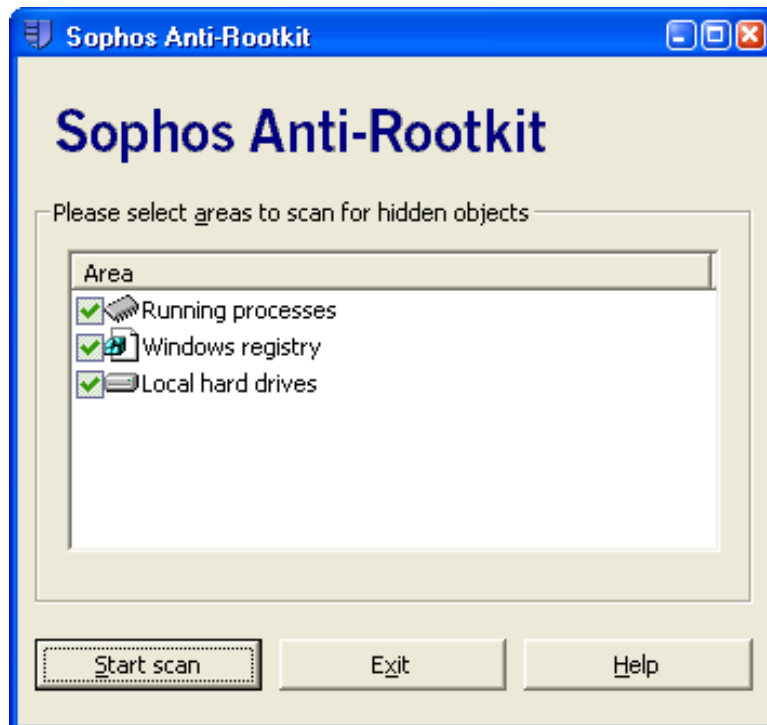 Sophos Anti-Rootkit
Sophos Anti-Rootkit
Please select areas to scan for hidden objects
Area
Running processes
Windows registry
Local hard drives
Start scan Exit Help